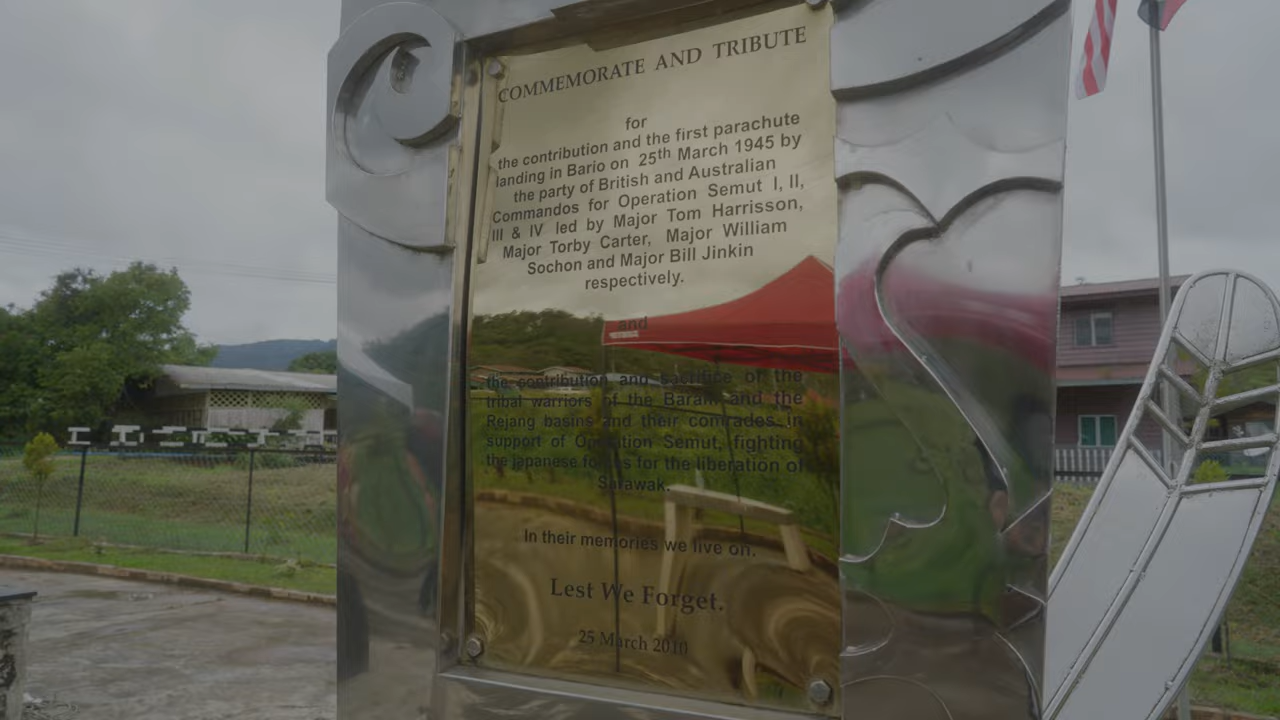 COMMEMORATE AND TRIBUTE
for
the contribution and the first parachute
landing in Bario on 25th March 1945 by
the party of British and Australian
Commandos for Operation Semut I, II,
III & IV led by Major Tom Harrisson,
Major Torby Carter, Major William
Sochon and Major Bill Jinkin
respectively.
and
the contribution and sacrifice of the
tribal warriors of the Baram and the
Rejang basins and their comrades in
support of Operation Semut, fighting
the japanese forces for the liberation of
Sarawak.
In their memories we live on.
Lest We Forget.
25 March 2010